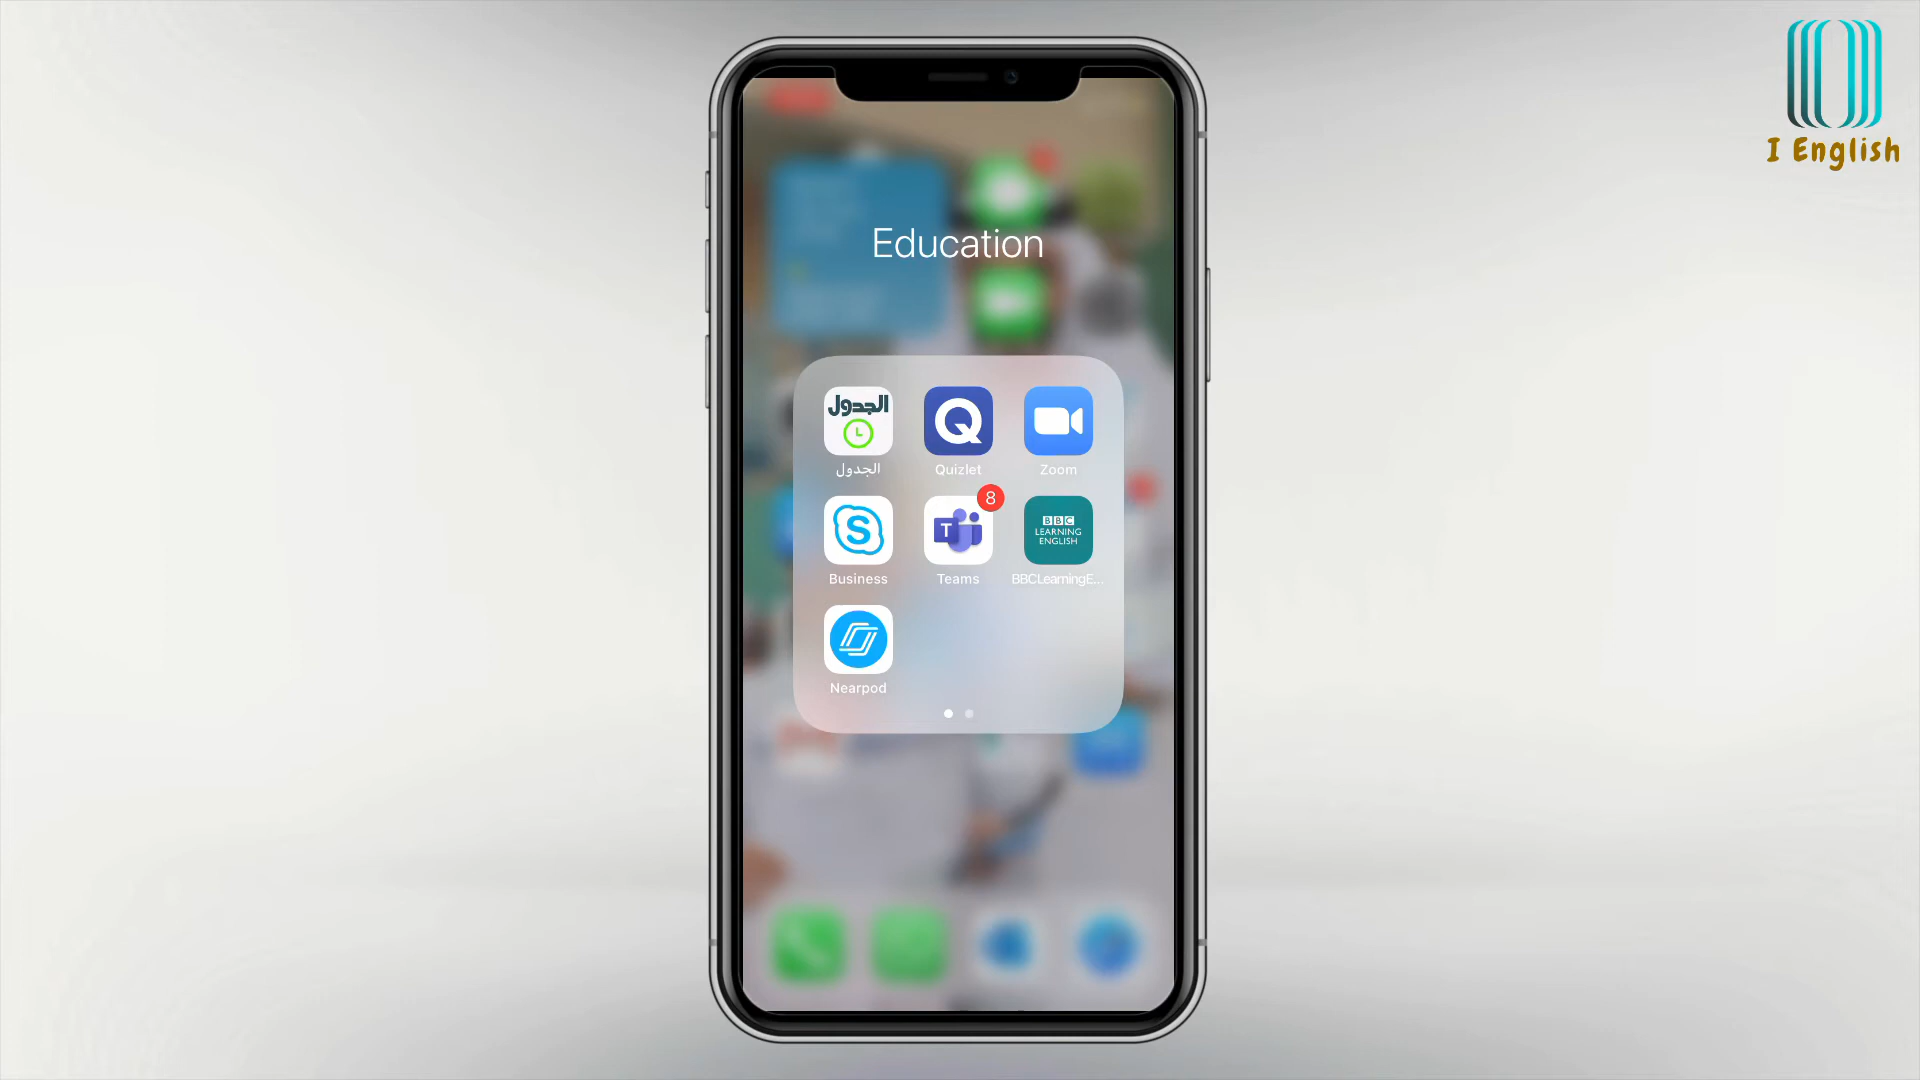 I English
Education
الجدول
الجدول
Quizlet
Zoom
S
Business
8
T
Teams
BBC
LEARNING
ENGLISH
BBCLearningE...
Nearpod